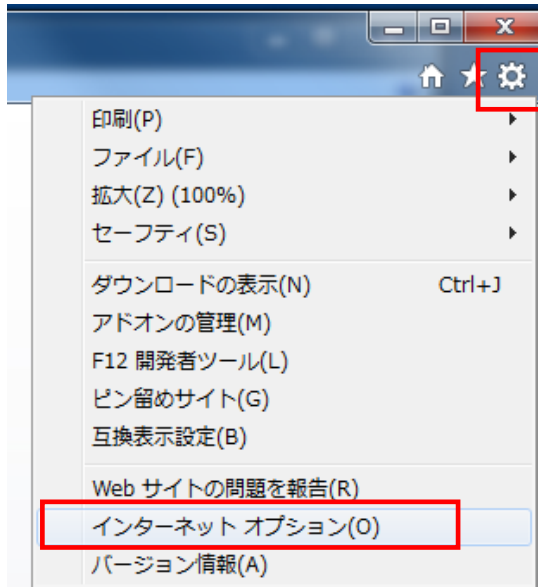 印刷(P)
ファイル(F)
拡大(Z) (100%)
セーフティ(S)
ダウンロードの表示(N) Ctrl+J
アドオンの管理(M)
F12 開発者ツール(L)
ピン留めサイト(G)
互換表示設定(B)
Web サイトの問題を報告(R)
インターネット オプション(O)
バージョン情報(A)